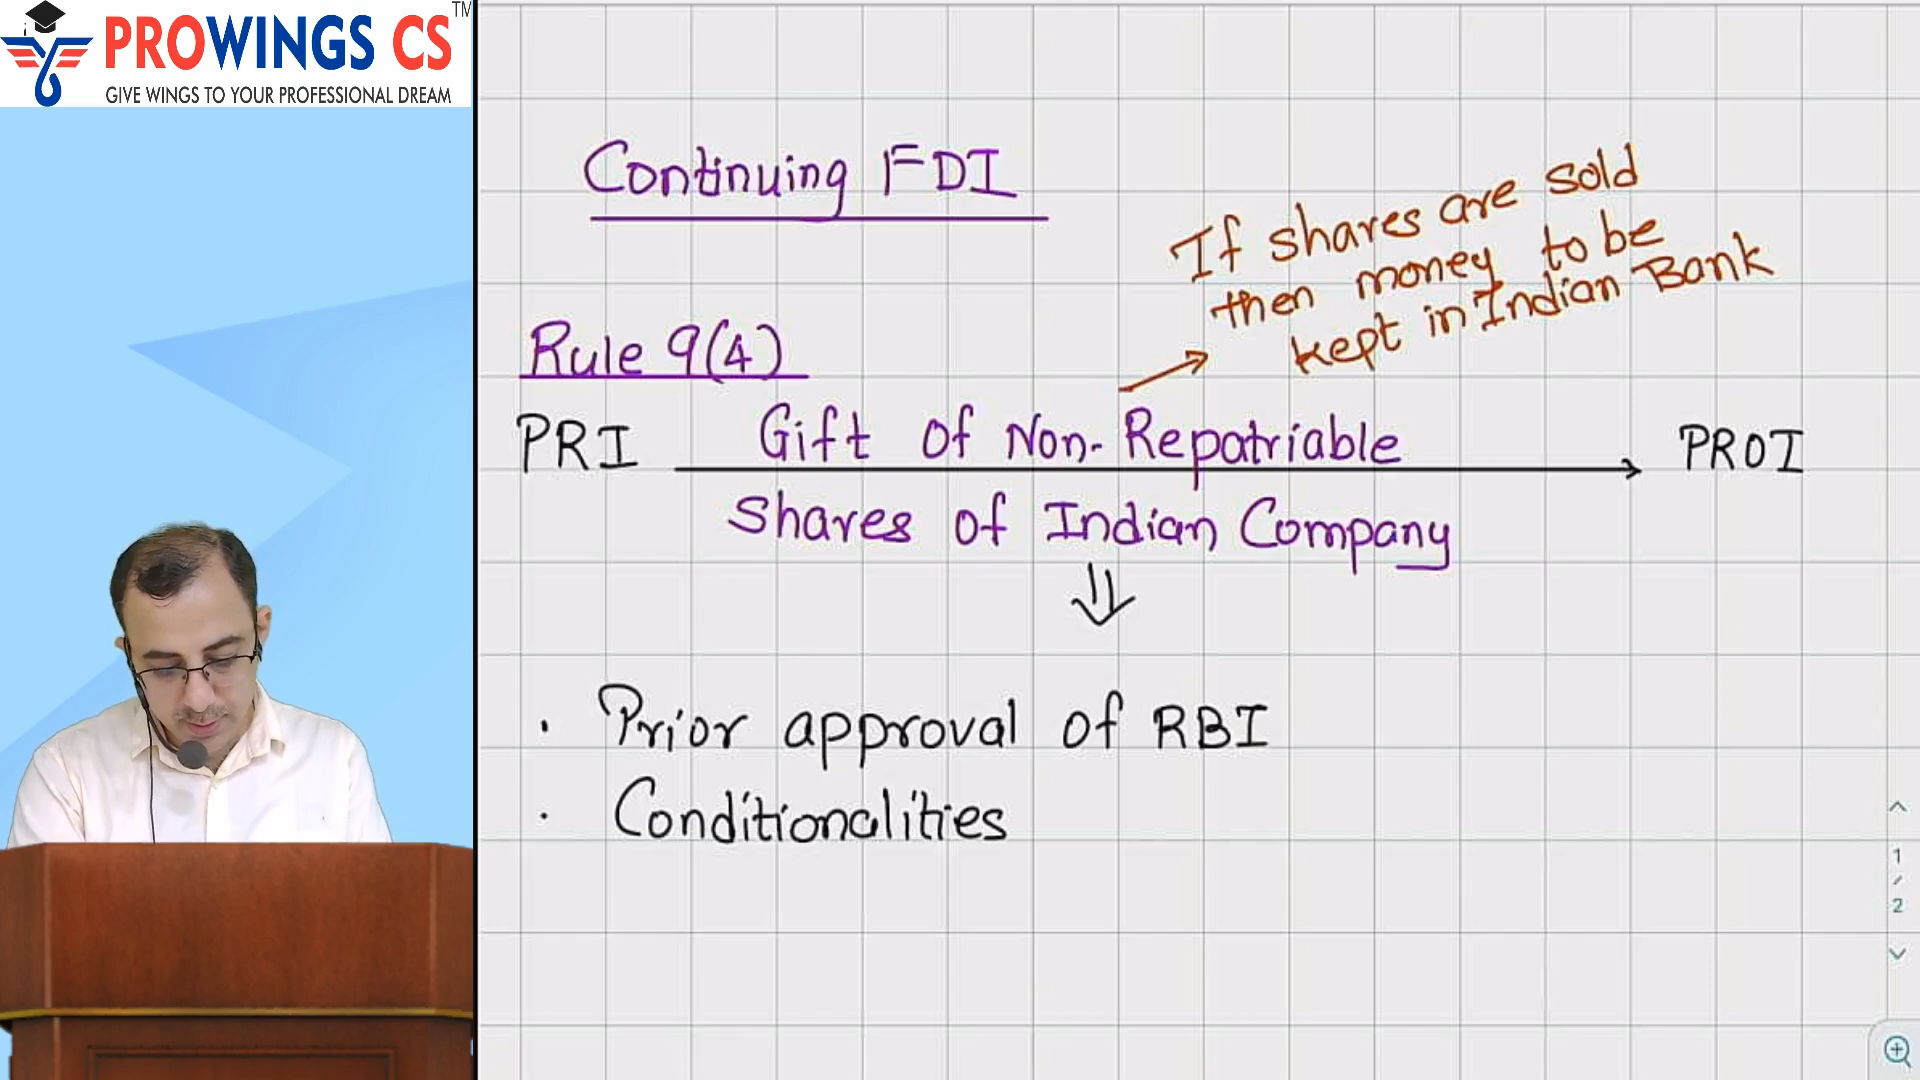 PROWINGS CS TM
GIVE WINGS TO YOUR PROFESSIONAL DREAM
Continuing FDI
If shares are sold
then money to be
kept in Indian Bank
Rule 9(4)
PRI Gift of Non-Repatriable PROI
Shares of Indian Company
· Prior approval of RBI
· Conditionalities
1
/
2